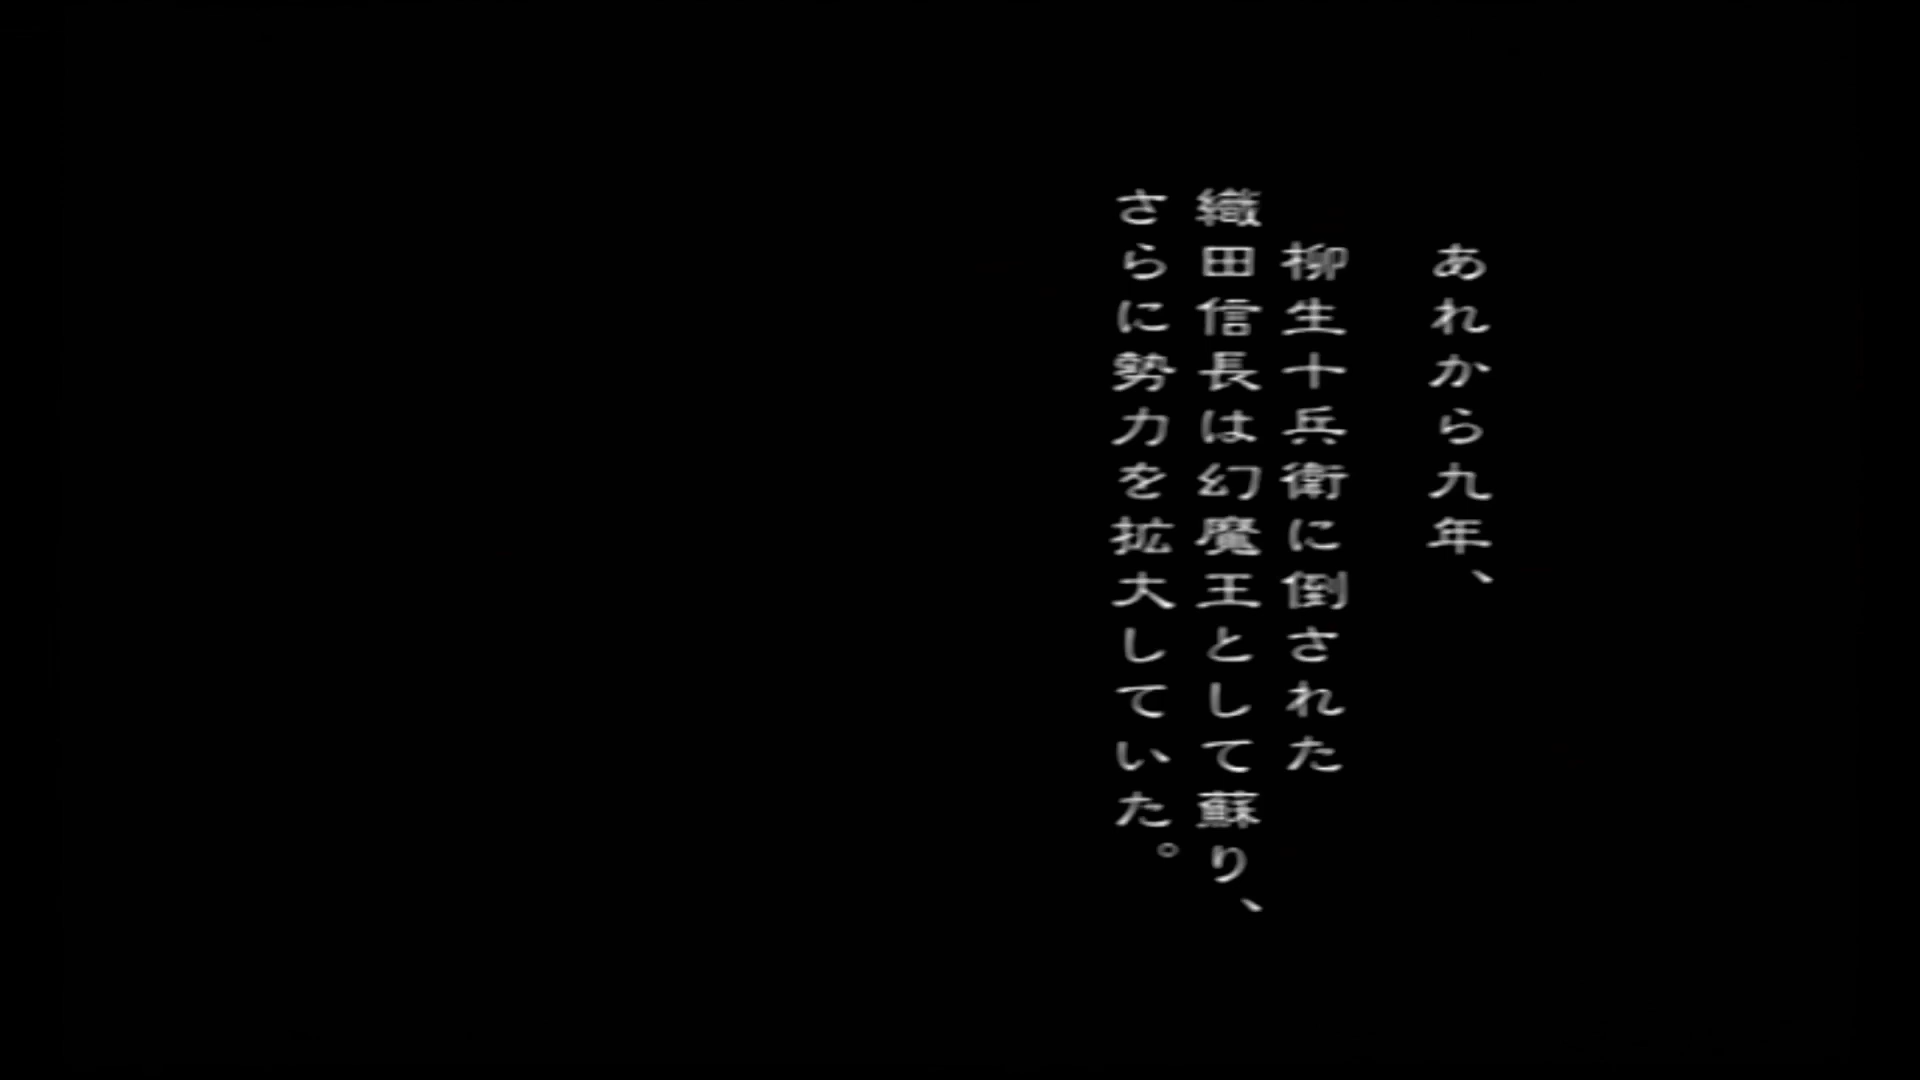 あれから九年、
柳生十兵衛に倒された
織田信長は幻魔王として蘇り、
さらに勢力を拡大していた。